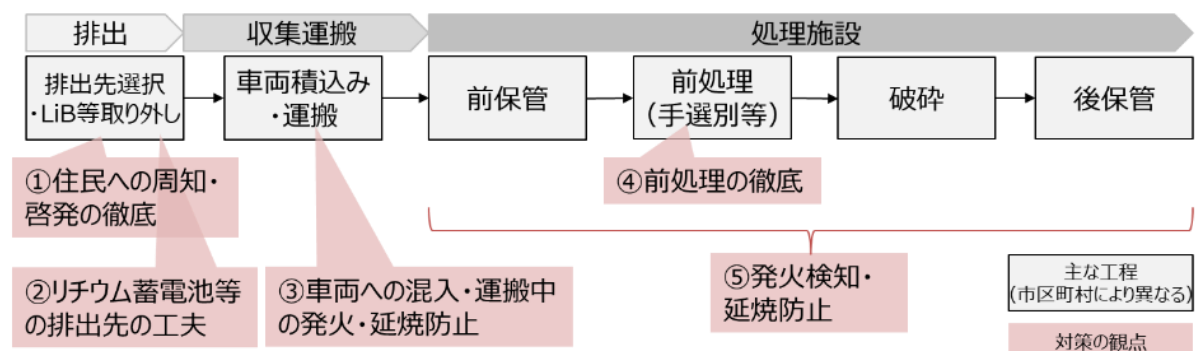 排出
収集運搬
処理施設
排出先選択
・LiB等取り外し
車両積込み
・運搬
前保管
前処理
(手選別等)
破砕
後保管
①住民への周知・
啓発の徹底
④前処理の徹底
②リチウム蓄電池等
の排出先の工夫
③車両への混入・運搬中
の発火・延焼防止
⑤発火検知・
延焼防止
主な工程
(市区町村により異なる)
対策の観点